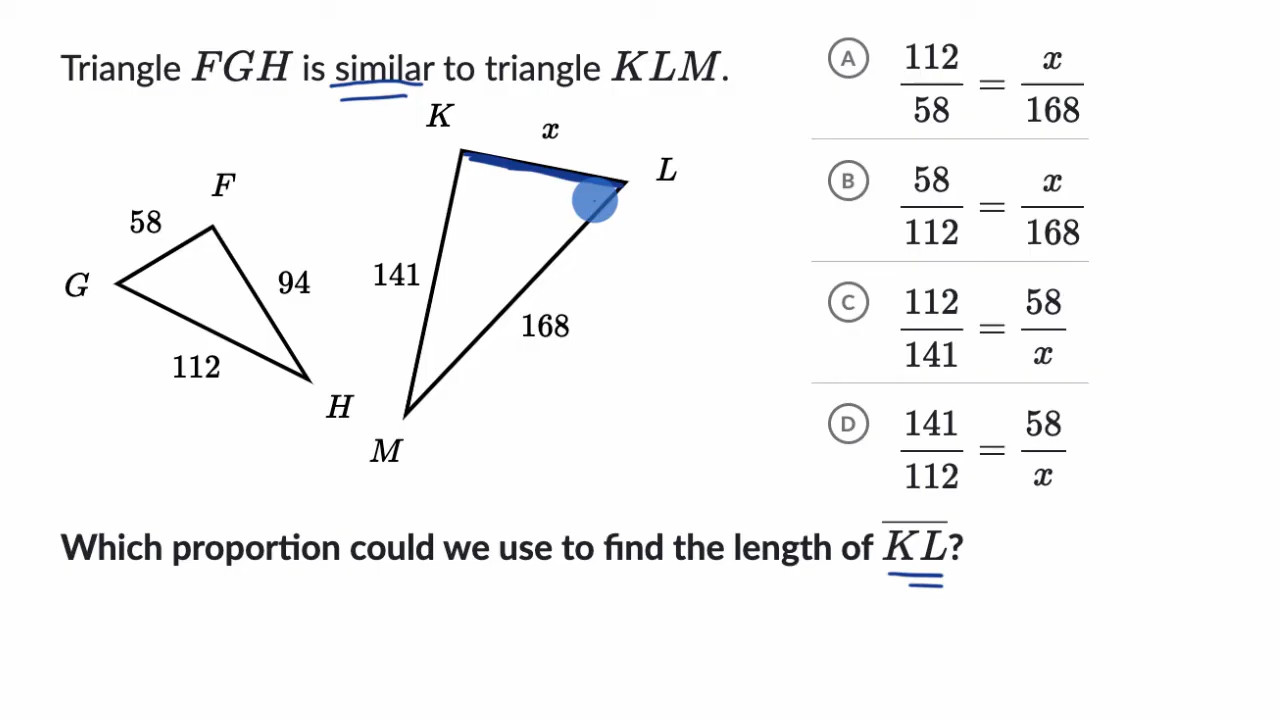 Triangle FGH is similar to triangle KLM.
K
x
L
F
58
G
94
141
168
112
H
M
A 112/58 = x/168
B 58/112 = x/168
C 112/141 = 58/x
D 141/112 = 58/x
Which proportion could we use to find the length of K̅L̅?